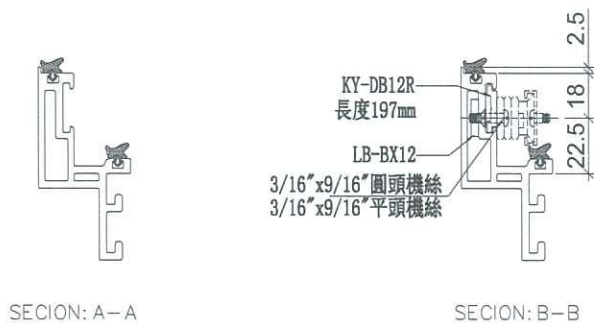 2.5
KY-DB12R
長度197mm
18
LB-BX12
22.5
3/16"x9/16"圓頭機絲
3/16"x9/16"平頭機絲
SECION: A-A
SECION: B-B